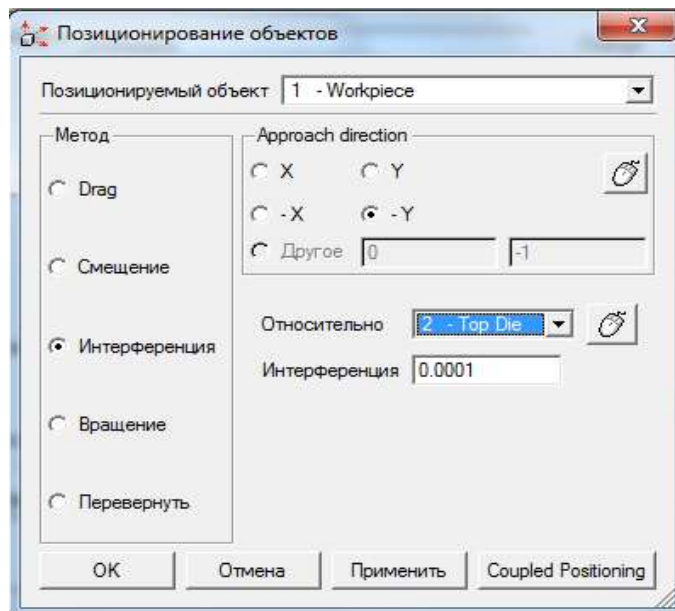 Позиционирование объектов
Позиционируемый объект 1 - Workpiece
Метод
Drag
Смещение
Интерференция
Вращение
Перевернуть
Approach direction
X Y
-X -Y
Другое 0 -1
Относительно 2 - Top Die
Интерференция 0.0001
OK Отмена Применить Coupled Positioning